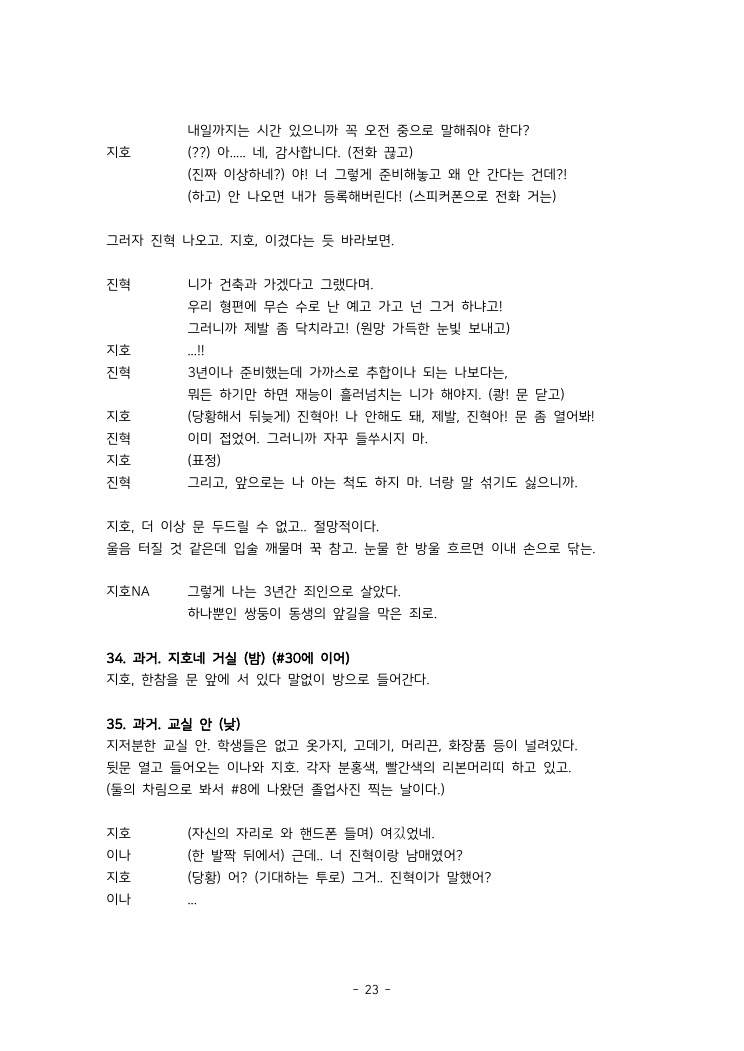 내일까지는 시간 있으니까 꼭 오전 중으로 말해줘야 한다?
지호 (??) 아..... 네, 감사합니다. (전화 끊고)
(진짜 이상하네?) 야! 너 그렇게 준비해놓고 왜 안 간다는 건데?!
(하고) 안 나오면 내가 등록해버린다! (스피커폰으로 전화 거는)
그러자 진혁 나오고. 지호, 이겼다는 듯 바라보면.
진혁 니가 건축과 가겠다고 그랬다며.
우리 형편에 무슨 수로 난 예고 가고 넌 그거 하냐고!
그러니까 제발 좀 닥치라고! (원망 가득한 눈빛 보내고)
지호 ...!!
진혁 3년이나 준비했는데 가까스로 추합이나 되는 나보다는,
뭐든 하기만 하면 재능이 흘러넘치는 니가 해야지. (쾅! 문 닫고)
지호 (당황해서 뒤늦게) 진혁아! 나 안해도 돼, 제발, 진혁아! 문 좀 열어봐!
진혁 이미 접었어. 그러니까 자꾸 들쑤시지 마.
지호 (표정)
진혁 그리고, 앞으로는 나 아는 척도 하지 마. 너랑 말 섞기도 싫으니까.
지호, 더 이상 문 두드릴 수 없고.. 절망적이다.
울음 터질 것 같은데 입술 깨물며 꾹 참고. 눈물 한 방울 흐르면 이내 손으로 닦는.
지호NA 그렇게 나는 3년간 죄인으로 살았다.
하나뿐인 쌍둥이 동생의 앞길을 막은 죄로.
34. 과거. 지호네 거실 (밤) (#30에 이어)
지호, 한참을 문 앞에 서 있다 말없이 방으로 들어간다.
35. 과거. 교실 안 (낮)
지저분한 교실 안. 학생들은 없고 옷가지, 고데기, 머리끈, 화장품 등이 널려있다.
뒷문 열고 들어오는 이나와 지호. 각자 분홍색, 빨간색의 리본머리띠 하고 있고.
(둘의 차림으로 봐서 #8에 나왔던 졸업사진 찍는 날이다.)
지호 (자신의 자리로 와 핸드폰 들며) 여깄었네.
이나 (한 발짝 뒤에서) 근데.. 너 진혁이랑 남매였어?
지호 (당황) 어? (기대하는 투로) 그거.. 진혁이가 말했어?
이나 ...
- 23 -